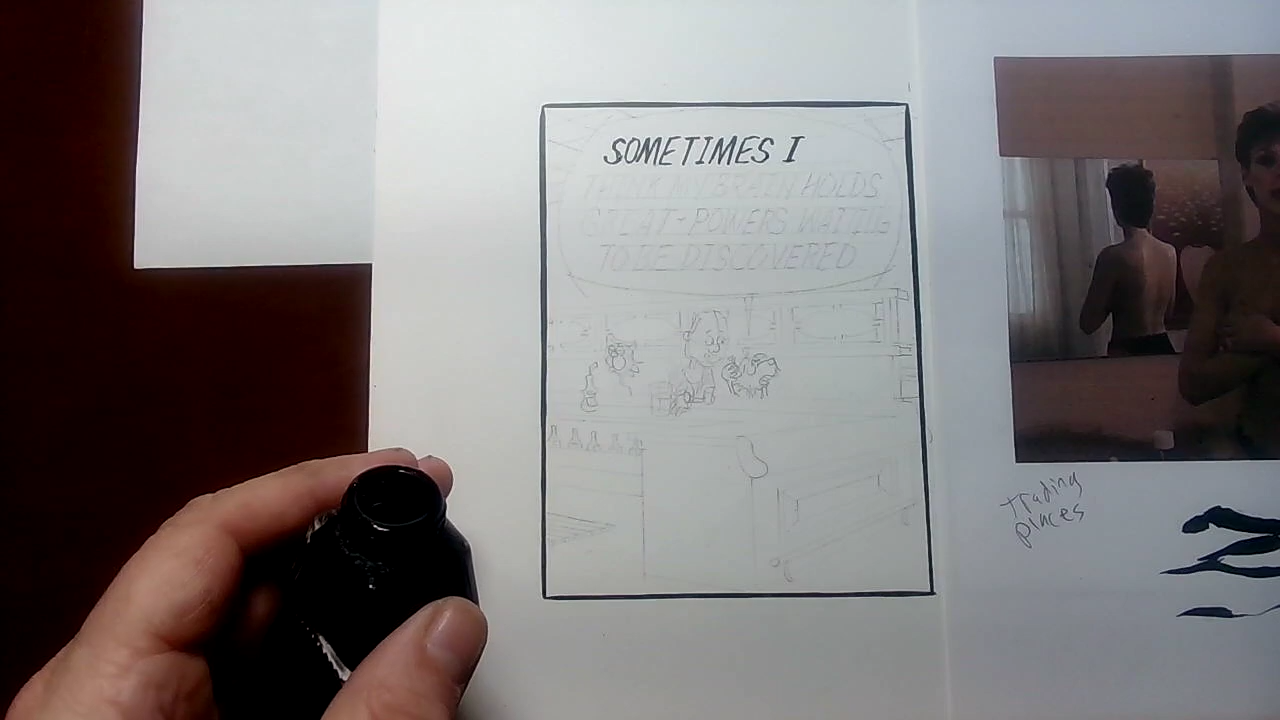 SOMETIMES I
THINK MY BRAIN HOLDS
GREAT POWERS WAITING
TO BE DISCOVERED
trading
places